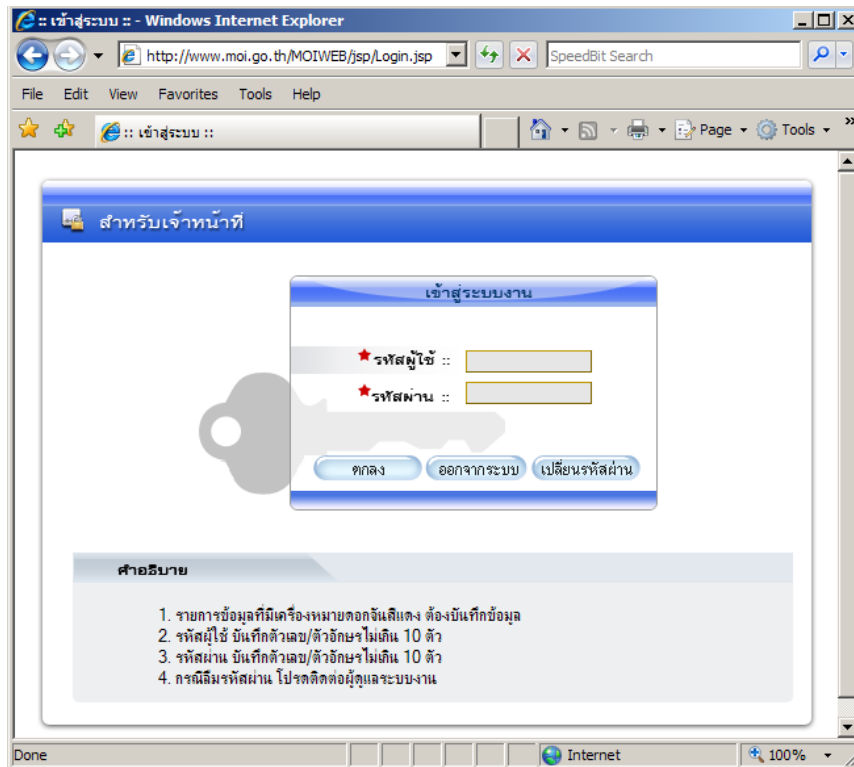 :: เข้าสู่ระบบ :: - Windows Internet Explorer
http://www.moi.go.th/MOIWEB/jsp/Login.jsp SpeedBit Search
File Edit View Favorites Tools Help
:: เข้าสู่ระบบ :: Page Tools »
สำหรับเจ้าหน้าที่
เข้าสู่ระบบงาน
รหัสผู้ใช้ ::
รหัสผ่าน ::
ตกลง ออกจากระบบ เปลี่ยนรหัสผ่าน
คำอธิบาย
1. รายการข้อมูลที่มีเครื่องหมายดอกจันสีแดง ต้องบันทึกข้อมูล
2. รหัสผู้ใช้ บันทึกตัวเลข/ตัวอักษรไม่เกิน 10 ตัว
3. รหัสผ่าน บันทึกตัวเลข/ตัวอักษรไม่เกิน 10 ตัว
4. กรณีลืมรหัสผ่าน โปรดติดต่อผู้ดูแลระบบงาน
Done Internet 100%